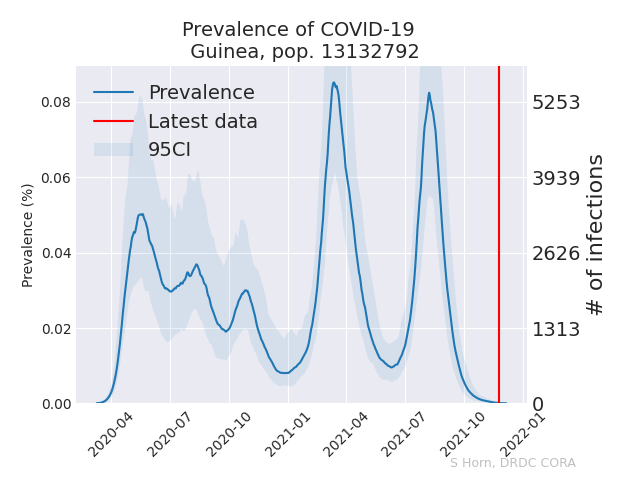 Prevalence of COVID-19
Guinea, pop. 13132792
Prevalence
Latest data
95CI
Prevalence (%)
0.08
0.06
0.04
0.02
0.00
5253
3939
2626
1313
0
# of infections
2020-04
2020-07
2020-10
2021-01
2021-04
2021-07
2021-10
2022-01
S Horn, DRDC CORA